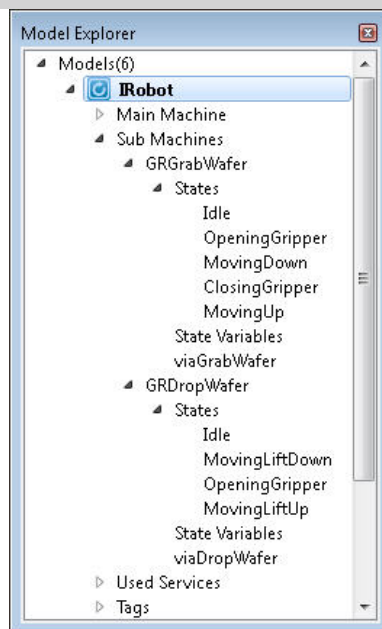 Model Explorer
Models(6)
IRobot
Main Machine
Sub Machines
GRGrabWafer
States
Idle
OpeningGripper
MovingDown
ClosingGripper
MovingUp
State Variables
viaGrabWafer
GRDropWafer
States
Idle
MovingLiftDown
OpeningGripper
MovingLiftUp
State Variables
viaDropWafer
Used Services
Tags